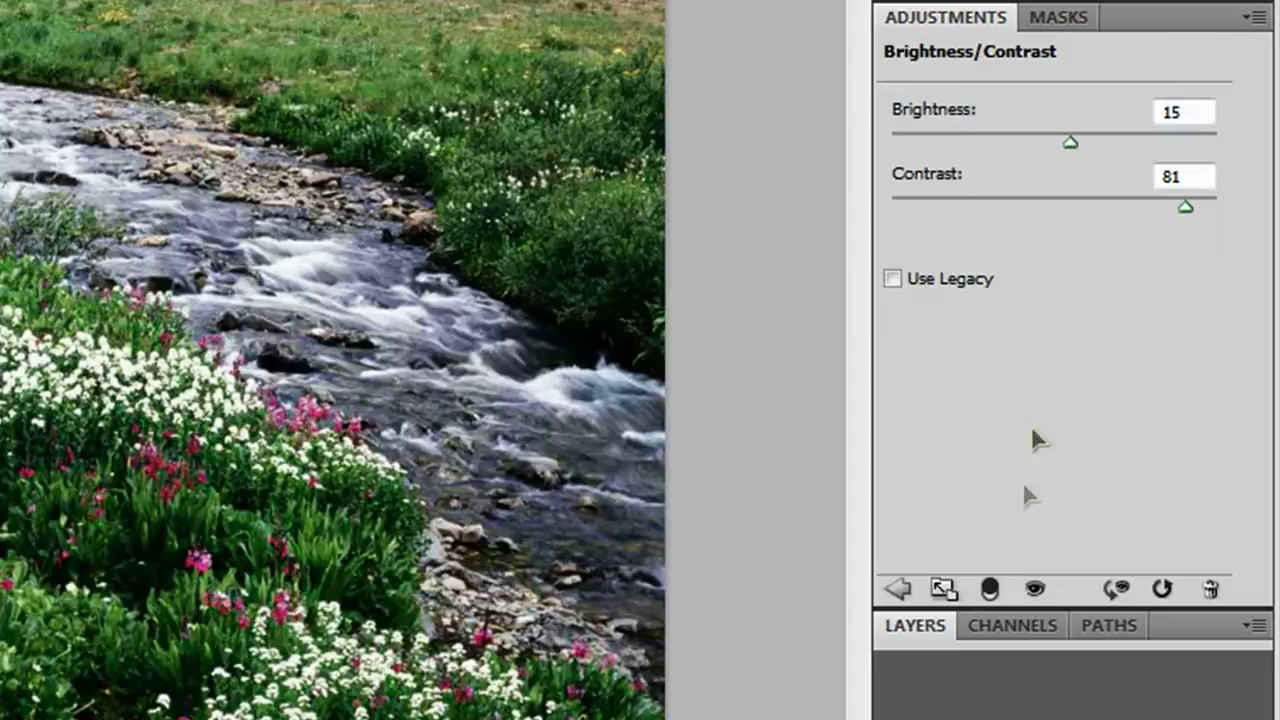 ADJUSTMENTS MASKS
Brightness/Contrast
Brightness: 15
Contrast: 81
Use Legacy
LAYERS CHANNELS PATHS